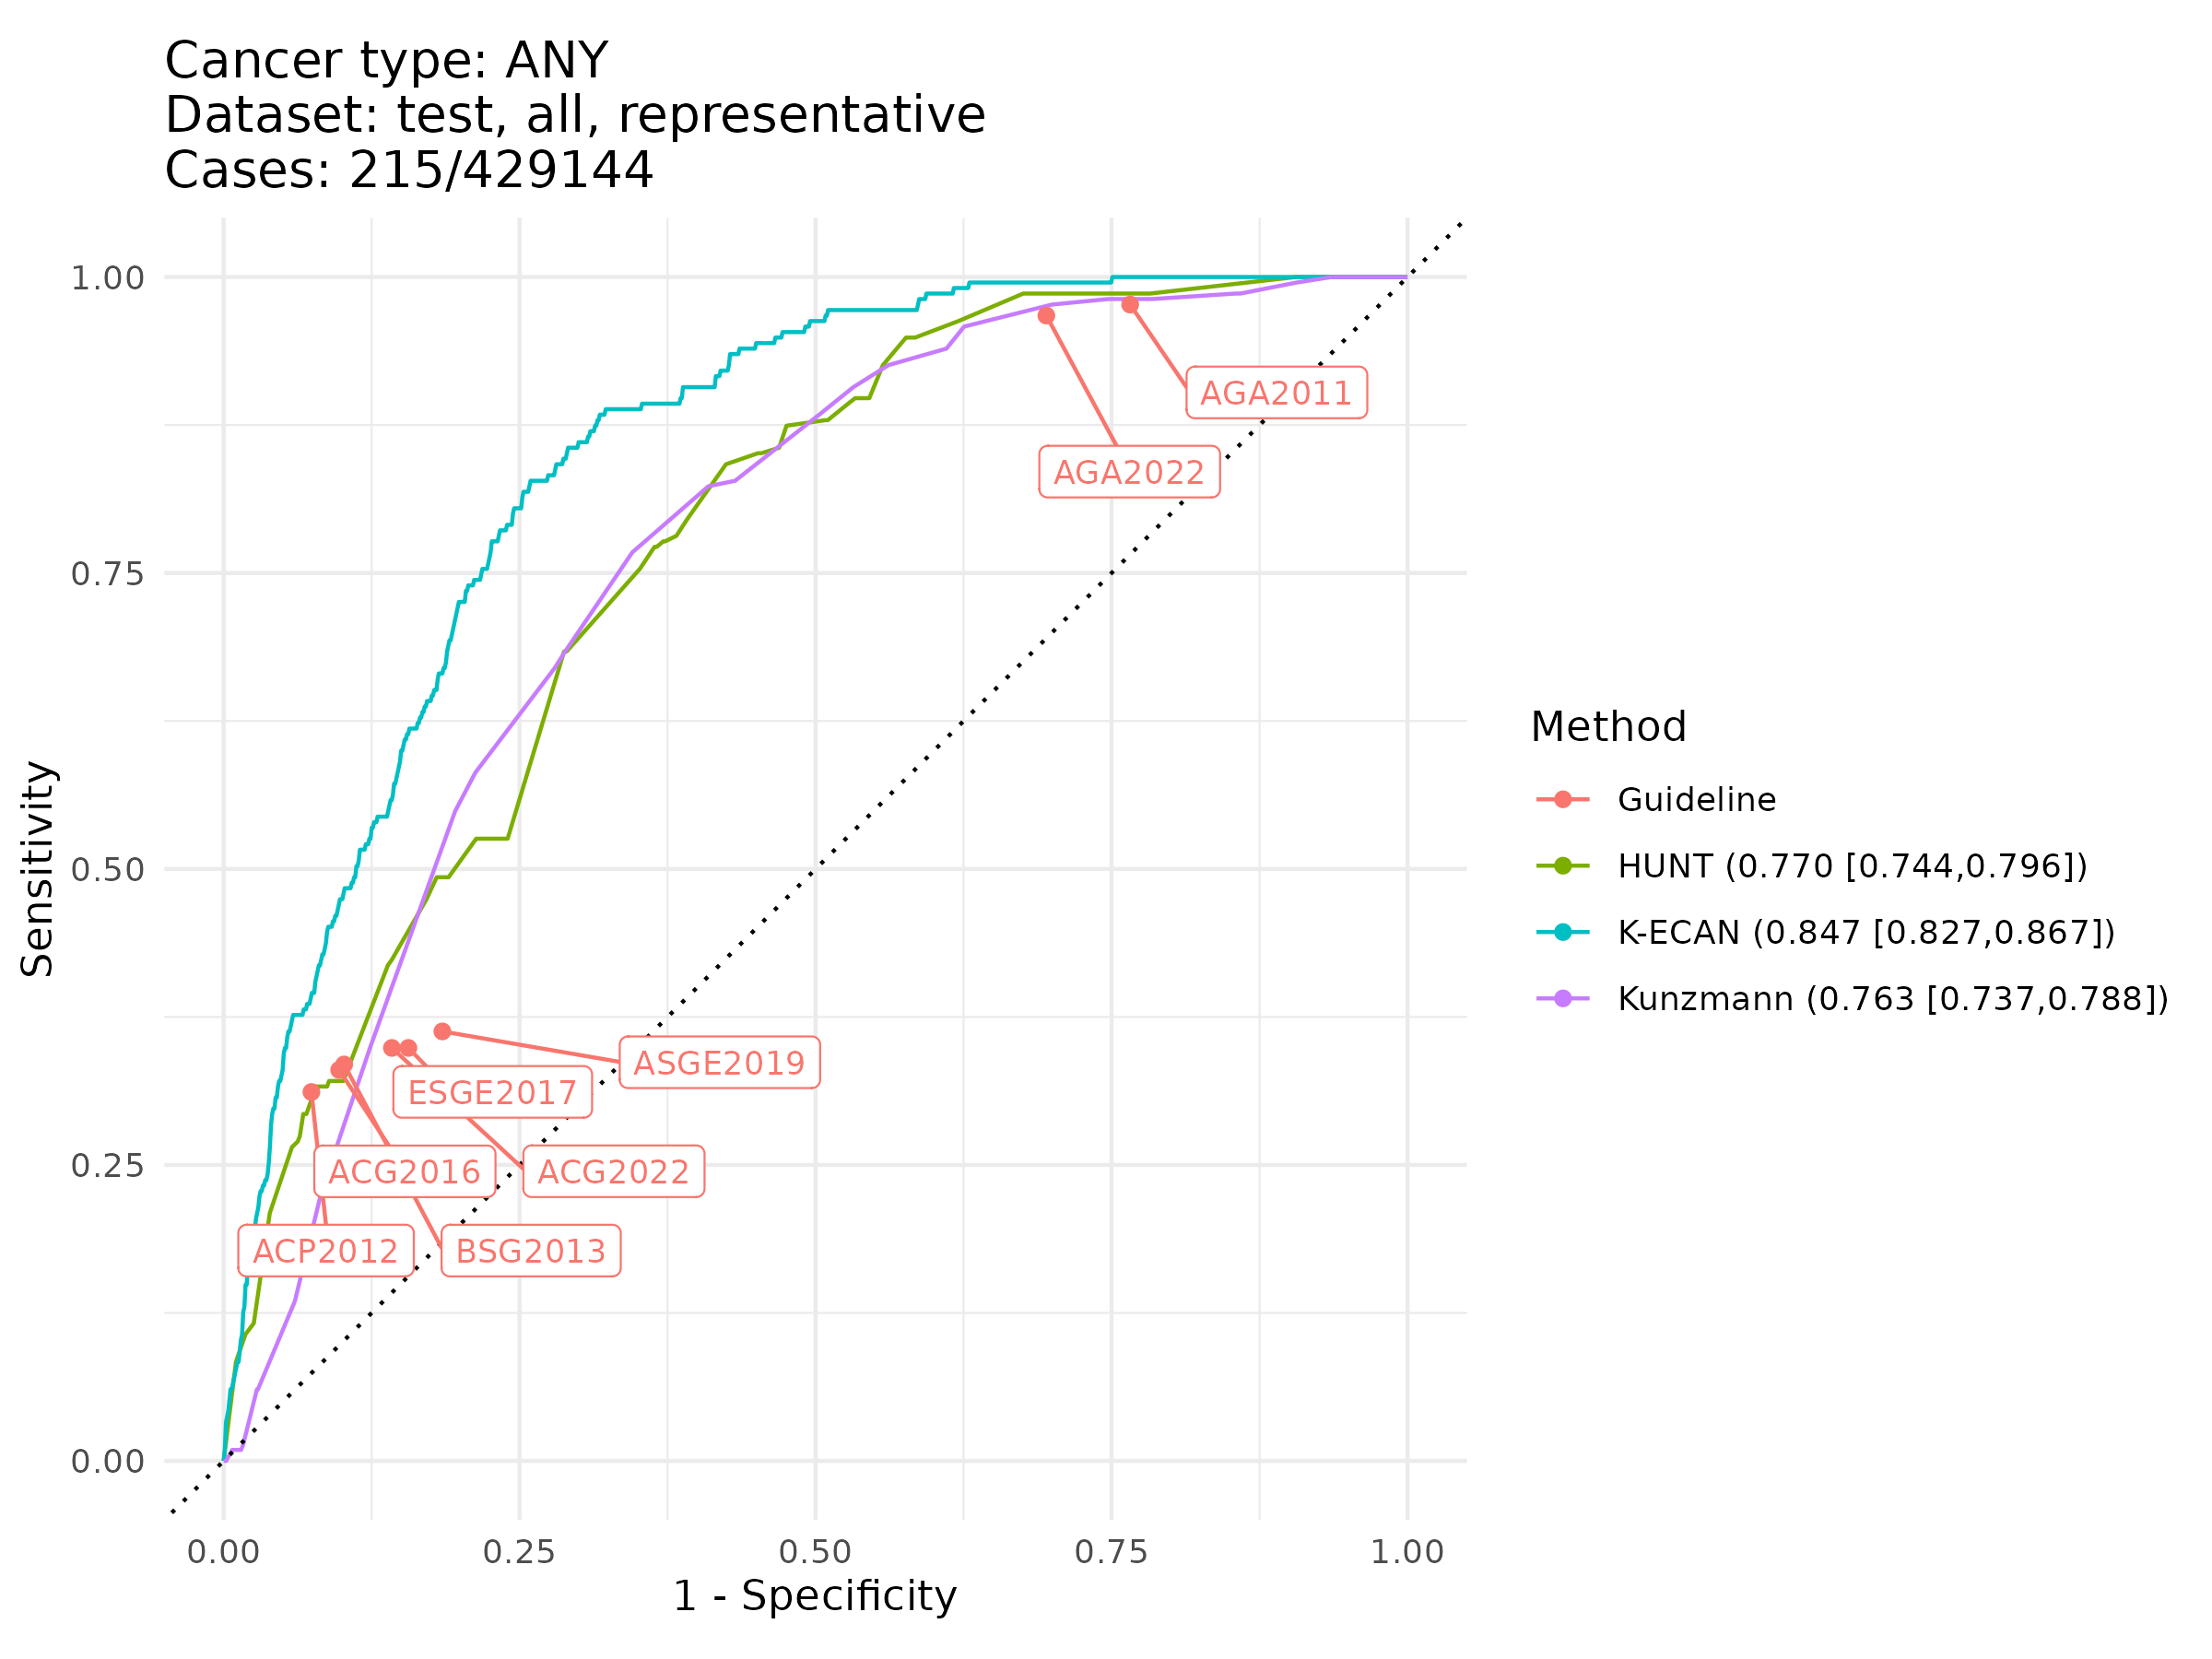 Cancer type: ANY
Dataset: test, all, representative
Cases: 215/429144
1.00
0.75
0.50
0.25
0.00
Sensitivity
AGA2011
AGA2022
ASGE2019
ESGE2017
ACG2016
ACG2022
ACP2012
BSG2013
0.00
0.25
0.50
0.75
1.00
1 - Specificity
Method
Guideline
HUNT (0.770 [0.744,0.796])
K-ECAN (0.847 [0.827,0.867])
Kunzmann (0.763 [0.737,0.788])